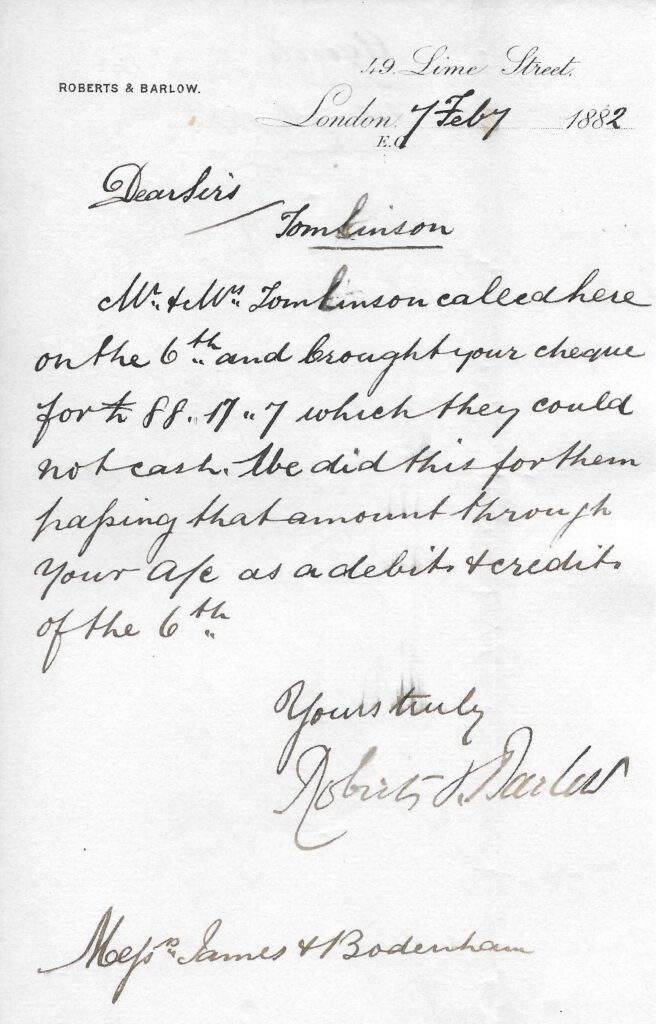 49. Lime Street.
ROBERTS & BARLOW.
London, 7 Feby 1882
E.C.
Dear Sirs
Tomlinson
Mr. & Mrs. Tomlinson called here
on the 6th and brought your cheque
for £88.17.7 which they could
not cash. We did this for them
paſsing that amount through
your a/c as a debit & credit
of the 6th
Yours truly
Roberts & Barlow
Meſsrs James & Bodenham